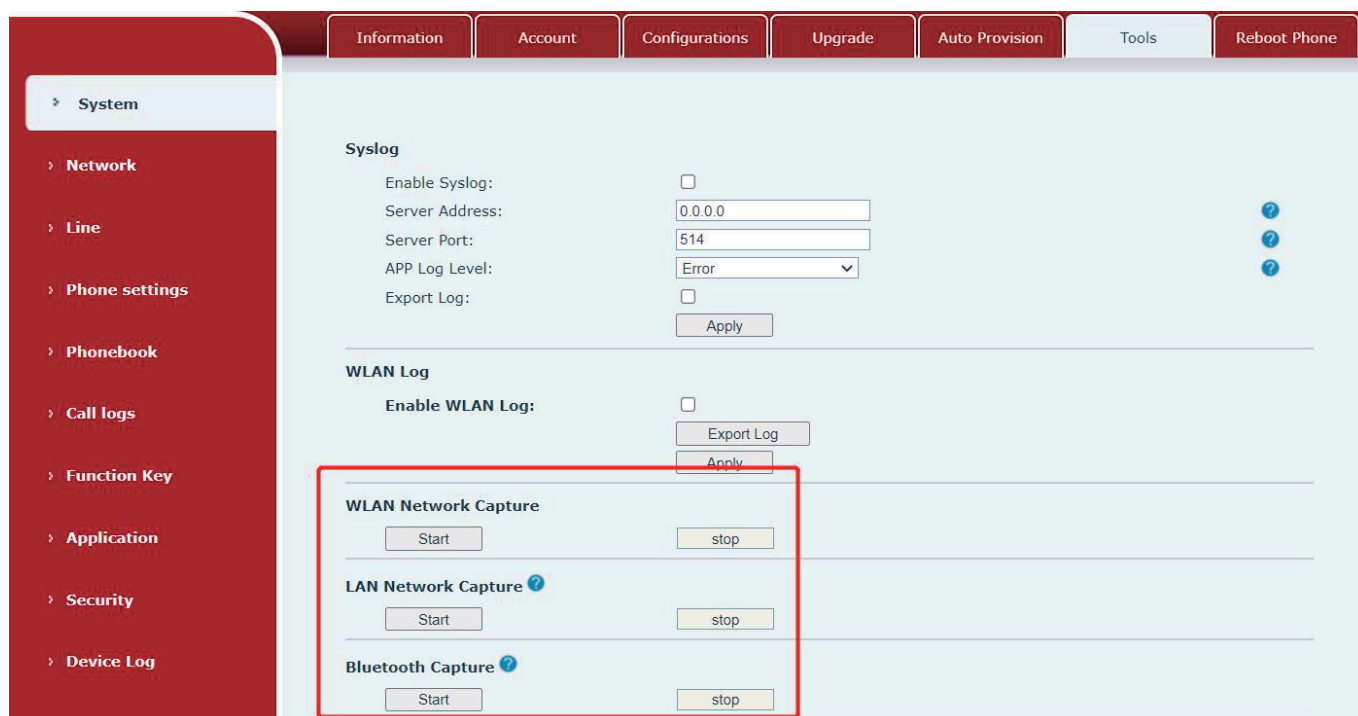 Information Account Configurations Upgrade Auto Provision Tools Reboot Phone
System
Network
Line
Phone settings
Phonebook
Call logs
Function Key
Application
Security
Device Log
Syslog
Enable Syslog:
Server Address: 0.0.0.0
Server Port: 514
APP Log Level: Error
Export Log:
Apply
WLAN Log
Enable WLAN Log:
Export Log
Apply
WLAN Network Capture
Start stop
LAN Network Capture ?
Start stop
Bluetooth Capture ?
Start stop